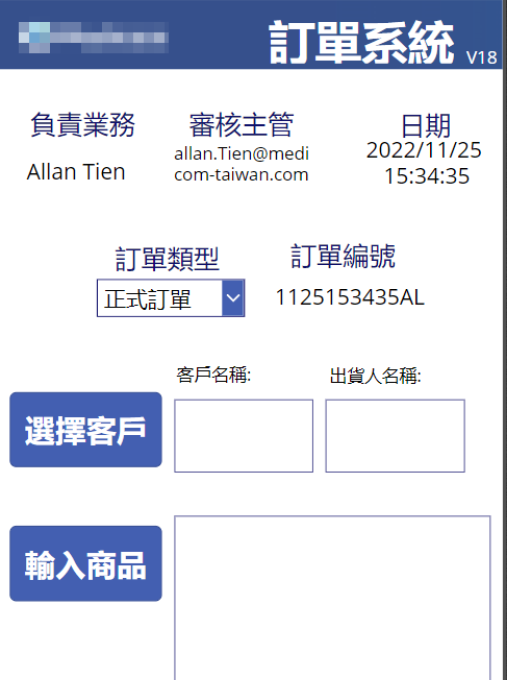 訂單系統 V18
負責業務 審核主管 日期
Allan Tien allan.Tien@medi
com-taiwan.com 2022/11/25
15:34:35
訂單類型 訂單編號
正式訂單 1125153435AL
客戶名稱: 出貨人名稱:
選擇客戶
輸入商品